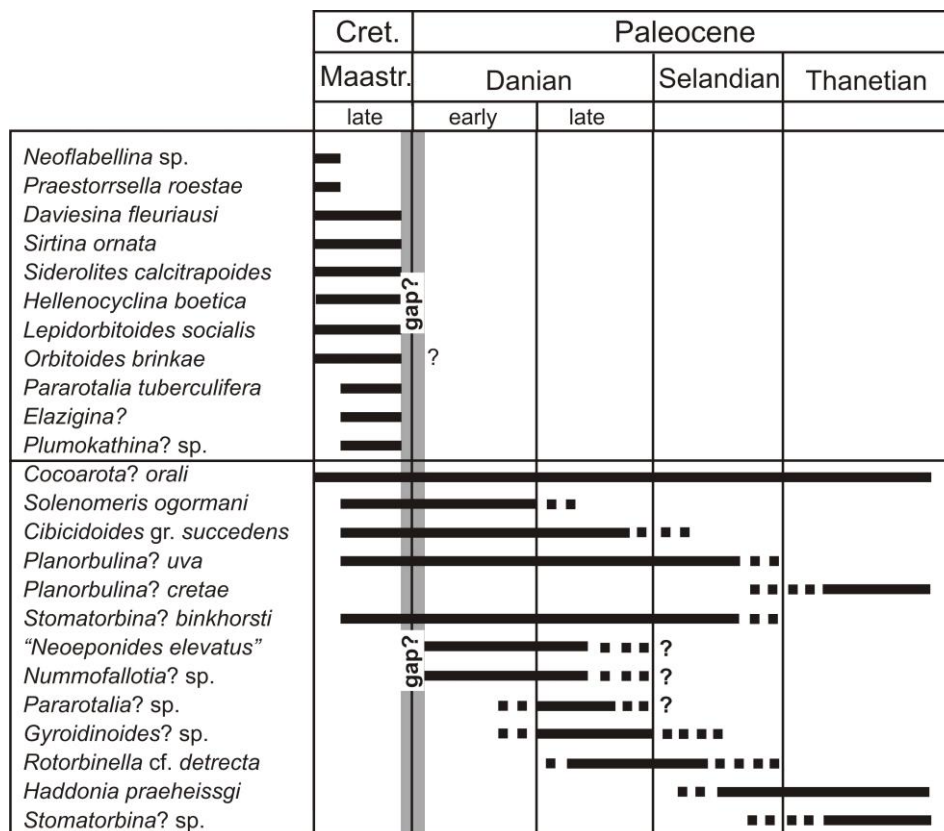 Cret. Paleocene
Maastr. Danian Selandian Thanetian
late early late
Neoflabellina sp.
Praestorrsella roestae
Daviesina fleuriausi
Sirtina ornata
Siderolites calcitrapoides
Hellenocyclina boetica
Lepidorbitoides socialis
gap?
Orbitoides brinkae ?
Pararotalia tuberculifera
Elazigina?
Plumokathina? sp.
Cocoarota? orali
Solenomeris ogormani
Cibicidoides gr. succedens
Planorbulina? uva
Planorbulina? cretae
Stomatorbina? binkhorsti
“Neoeponides elevatus” ?
gap?
Nummofallotia? sp. ?
Pararotalia? sp. ?
Gyroidinoides? sp.
Rotorbinella cf. detrecta
Haddonia praeheissgi
Stomatorbina? sp.